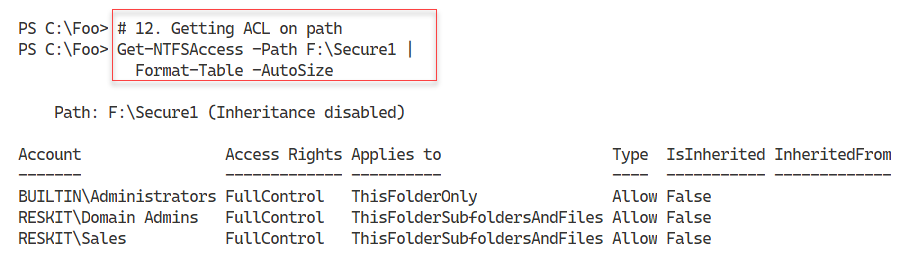 PS C:\Foo> # 12. Getting ACL on path
PS C:\Foo> Get-NTFSAccess -Path F:\Secure1 |
             Format-Table -AutoSize

    Path: F:\Secure1 (Inheritance disabled)

Account                Access Rights Applies to                   Type  IsInherited InheritedFrom
-------                ------------- ----------                   ----  ----------- -------------
BUILTIN\Administrators FullControl   ThisFolderOnly               Allow False
RESKIT\Domain Admins   FullControl   ThisFolderSubfoldersAndFiles Allow False
RESKIT\Sales           FullControl   ThisFolderSubfoldersAndFiles Allow False